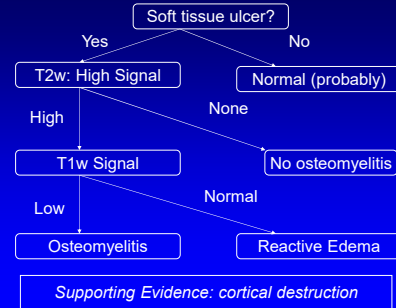 Soft tissue ulcer?
Yes
No
T2w: High Signal
Normal (probably)
High
None
T1w Signal
No osteomyelitis
Low
Normal
Osteomyelitis
Reactive Edema
Supporting Evidence: cortical destruction